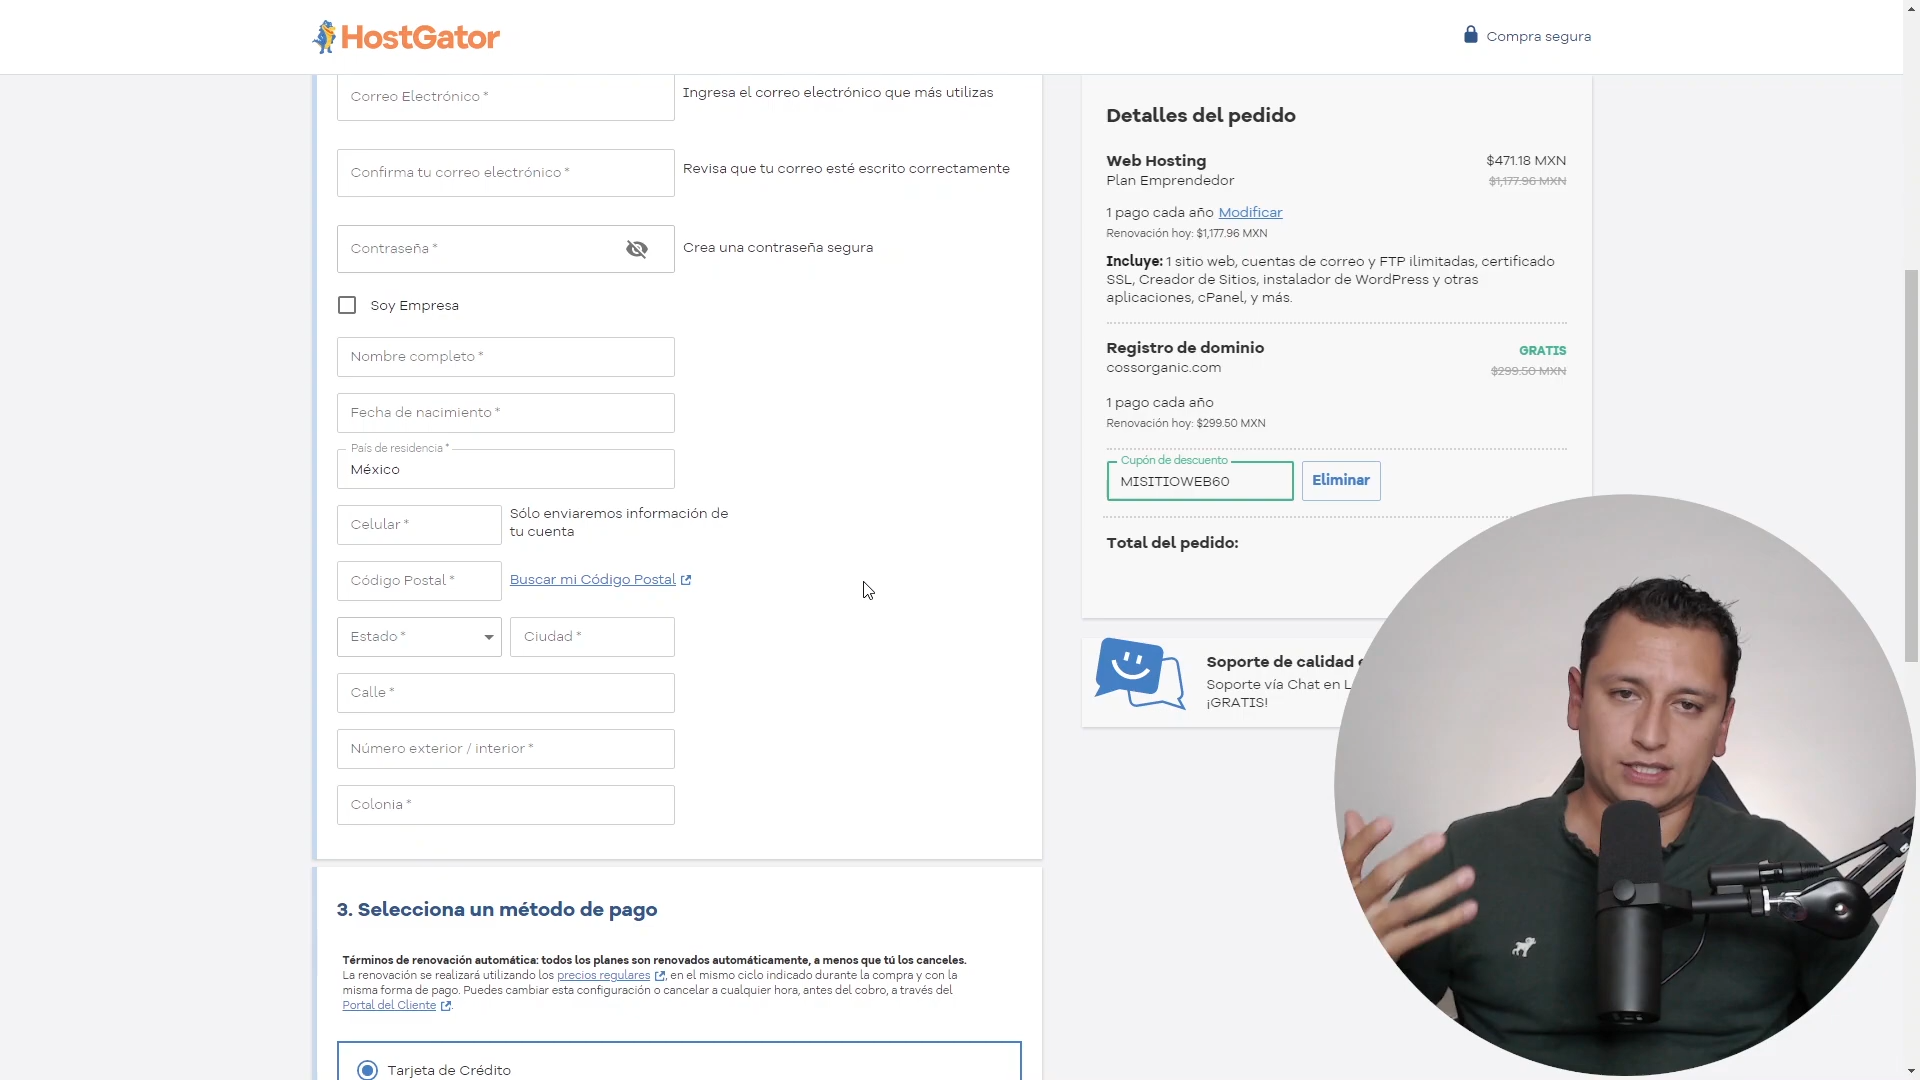 HostGator
Compra segura
Correo Electrónico *
Ingresa el correo electrónico que más utilizas
Confirma tu correo electrónico *
Revisa que tu correo esté escrito correctamente
Contraseña *
Crea una contraseña segura
Soy Empresa
Nombre completo *
Fecha de nacimiento *
País de residencia *
México
Celular *
Sólo enviaremos información de
tu cuenta
Código Postal *
Buscar mi Código Postal
Estado *
Ciudad *
Calle *
Número exterior / interior *
Colonia *
3. Selecciona un método de pago
Términos de renovación automática: todos los planes son renovados automáticamente, a menos que tú los canceles.
La renovación se realizará utilizando los precios regulares, en el mismo ciclo indicado durante la compra y con la
misma forma de pago. Puedes cambiar esta configuración o cancelar a cualquier hora, antes del cobro, a través del
Portal del Cliente.
Tarjeta de Crédito
Detalles del pedido
Web Hosting
$471.18 MXN
Plan Emprendedor
$1,177.96 MXN
1 pago cada año Modificar
Renovación hoy: $1,177.96 MXN
Incluye: 1 sitio web, cuentas de correo y FTP ilimitadas, certificado
SSL, Creador de Sitios, instalador de WordPress y otras
aplicaciones, cPanel, y más.
Registro de dominio
GRATIS
cossorganic.com
$299.50 MXN
1 pago cada año
Renovación hoy: $299.50 MXN
Cupón de descuento
MISITIOWEB60
Eliminar
Total del pedido:
Soporte de calidad
Soporte vía Chat en L
¡GRATIS!